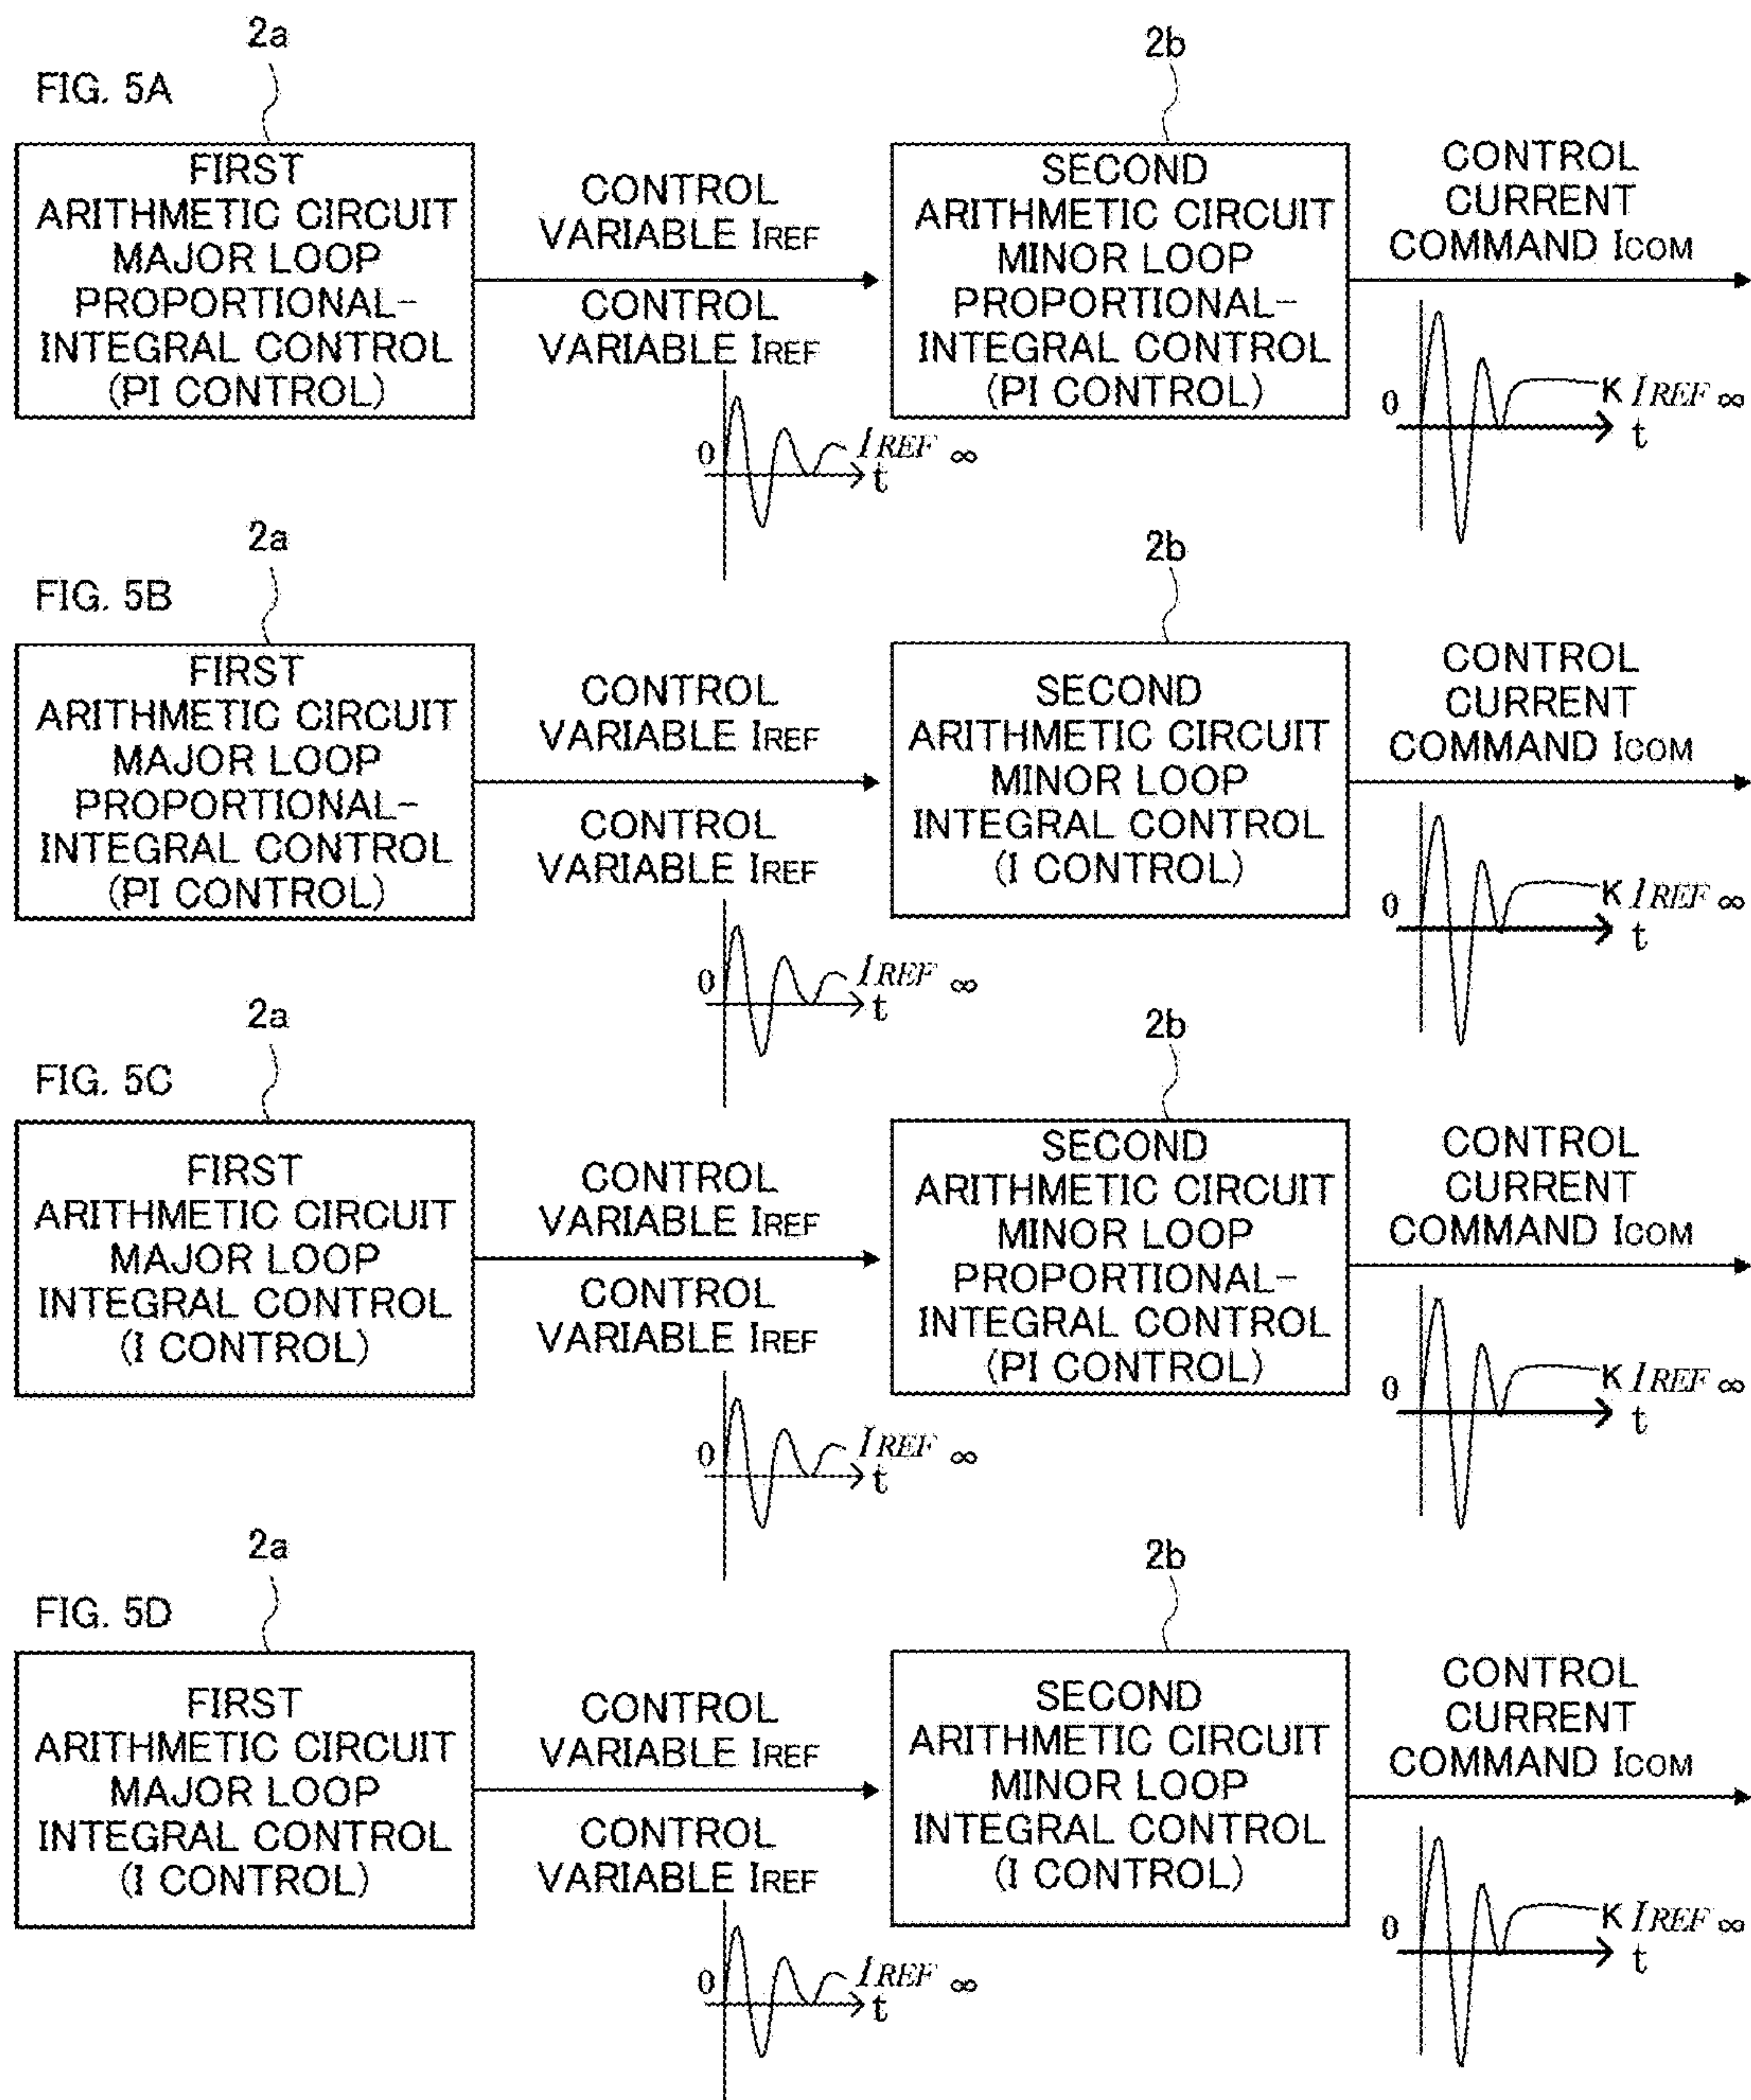 2a
2b
FIG. 5A
FIRST
ARITHMETIC CIRCUIT
MAJOR LOOP
PROPORTIONAL-
INTEGRAL CONTROL
(PI CONTROL)
CONTROL
VARIABLE IREF
CONTROL
VARIABLE IREF
0
IREF ∞
t
SECOND
ARITHMETIC CIRCUIT
MINOR LOOP
PROPORTIONAL-
INTEGRAL CONTROL
(PI CONTROL)
CONTROL
CURRENT
COMMAND ICOM
0
K IREF ∞
t
2a
2b
FIG. 5B
FIRST
ARITHMETIC CIRCUIT
MAJOR LOOP
PROPORTIONAL-
INTEGRAL CONTROL
(PI CONTROL)
CONTROL
VARIABLE IREF
CONTROL
VARIABLE IREF
0
IREF ∞
t
SECOND
ARITHMETIC CIRCUIT
MINOR LOOP
INTEGRAL CONTROL
(I CONTROL)
CONTROL
CURRENT
COMMAND ICOM
0
K IREF ∞
t
2a
2b
FIG. 5C
FIRST
ARITHMETIC CIRCUIT
MAJOR LOOP
INTEGRAL CONTROL
(I CONTROL)
CONTROL
VARIABLE IREF
CONTROL
VARIABLE IREF
0
IREF ∞
t
SECOND
ARITHMETIC CIRCUIT
MINOR LOOP
PROPORTIONAL-
INTEGRAL CONTROL
(PI CONTROL)
CONTROL
CURRENT
COMMAND ICOM
0
K IREF ∞
t
2a
2b
FIG. 5D
FIRST
ARITHMETIC CIRCUIT
MAJOR LOOP
INTEGRAL CONTROL
(I CONTROL)
CONTROL
VARIABLE IREF
CONTROL
VARIABLE IREF
0
IREF ∞
t
SECOND
ARITHMETIC CIRCUIT
MINOR LOOP
INTEGRAL CONTROL
(I CONTROL)
CONTROL
CURRENT
COMMAND ICOM
0
K IREF ∞
t